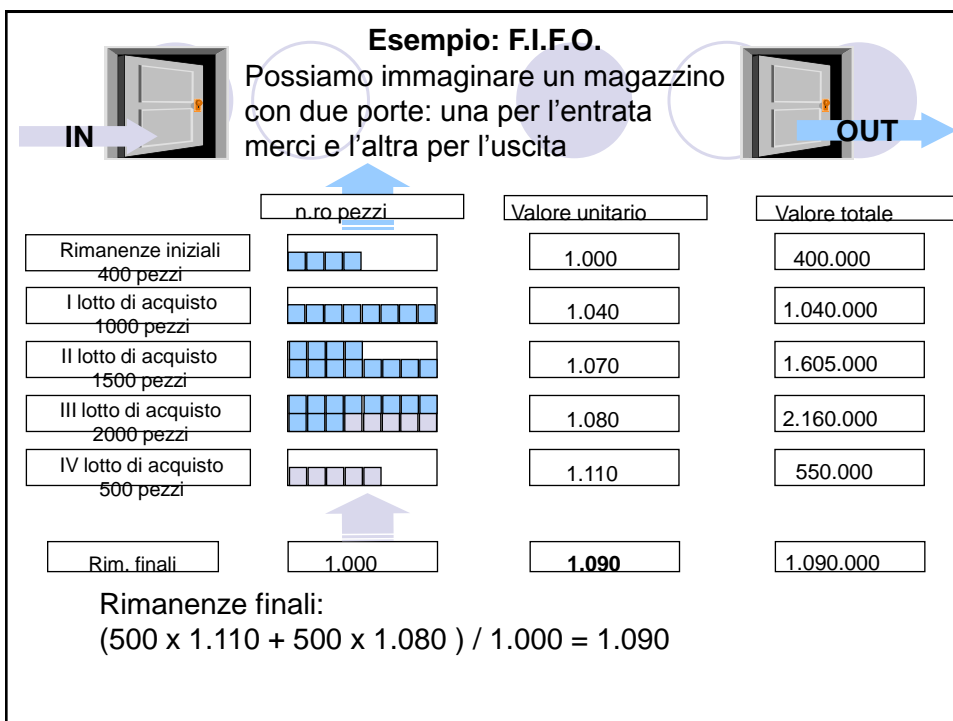 Esempio: F.I.F.O.
Possiamo immaginare un magazzino
con due porte: una per l'entrata
merci e l'altra per l'uscita
IN
OUT
n.ro pezzi Valore unitario Valore totale
Rimanenze iniziali
400 pezzi
1.000 400.000
I lotto di acquisto
1000 pezzi
1.040 1.040.000
II lotto di acquisto
1500 pezzi
1.070 1.605.000
III lotto di acquisto
2000 pezzi
1.080 2.160.000
IV lotto di acquisto
500 pezzi
1.110 550.000
Rim. finali 1.000 1.090 1.090.000
Rimanenze finali:
(500 x 1.110 + 500 x 1.080 ) / 1.000 = 1.090